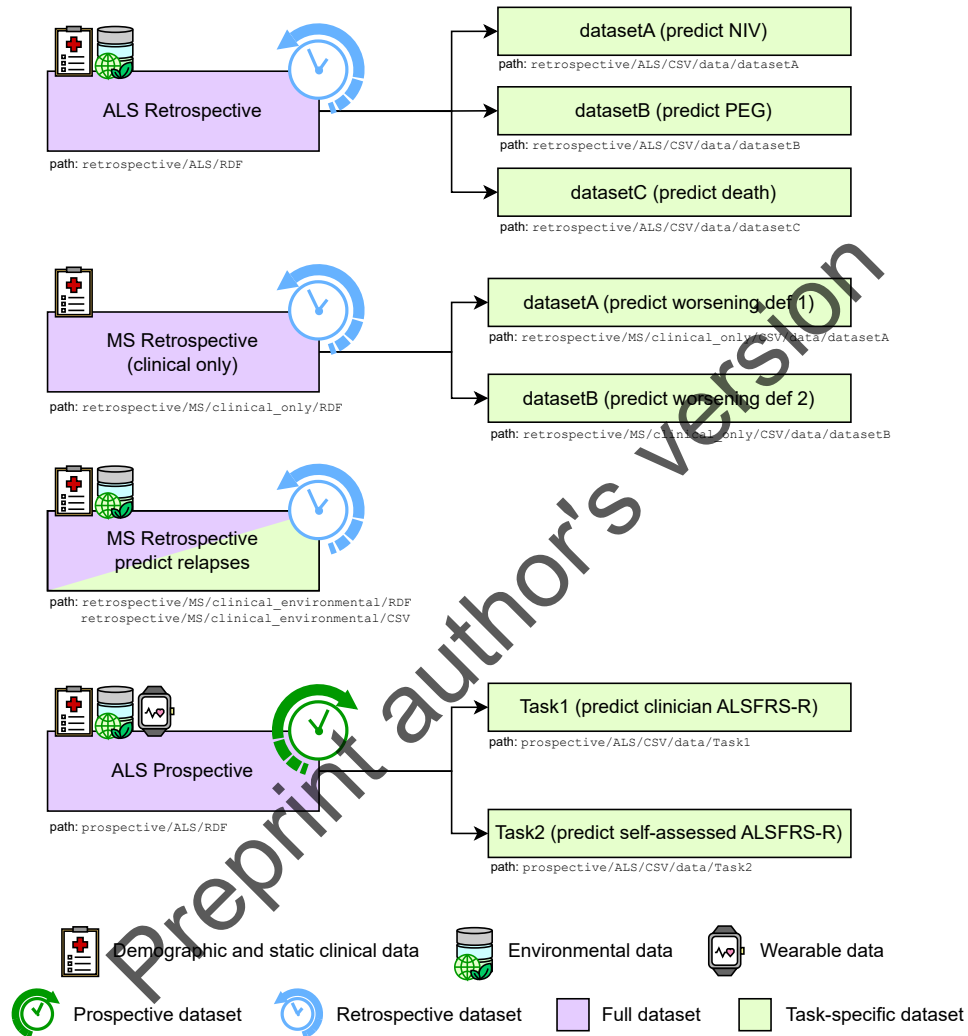 ALS Retrospective
path: retrospective/ALS/RDF
datasetA (predict NIV)
path: retrospective/ALS/CSV/data/datasetA
datasetB (predict PEG)
path: retrospective/ALS/CSV/data/datasetB
datasetC (predict death)
path: retrospective/ALS/CSV/data/datasetC
MS Retrospective
(clinical only)
path: retrospective/MS/clinical_only/RDF
datasetA (predict worsening def 1)
path: retrospective/MS/clinical_only/CSV/data/datasetA
datasetB (predict worsening def 2)
path: retrospective/MS/clinical_only/CSV/data/datasetB
MS Retrospective
predict relapses
path: retrospective/MS/clinical_environmental/RDF
retrospective/MS/clinical_environmental/CSV
ALS Prospective
path: prospective/ALS/RDF
Task1 (predict clinician ALSFRS-R)
path: prospective/ALS/CSV/data/Task1
Task2 (predict self-assessed ALSFRS-R)
path: prospective/ALS/CSV/data/Task2
Preprint author's version
Demographic and static clinical data
Environmental data
Wearable data
Prospective dataset
Retrospective dataset
Full dataset
Task-specific dataset